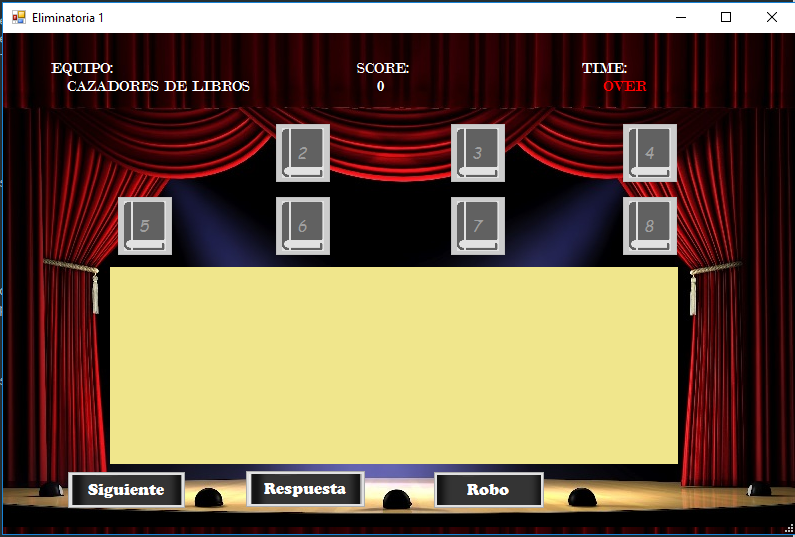 Eliminatoria 1
EQUIPO: SCORE: TIME:
CAZADORES DE LIBROS 0 OVER
2 3 4
5 6 7 8
Siguiente Respuesta Robo